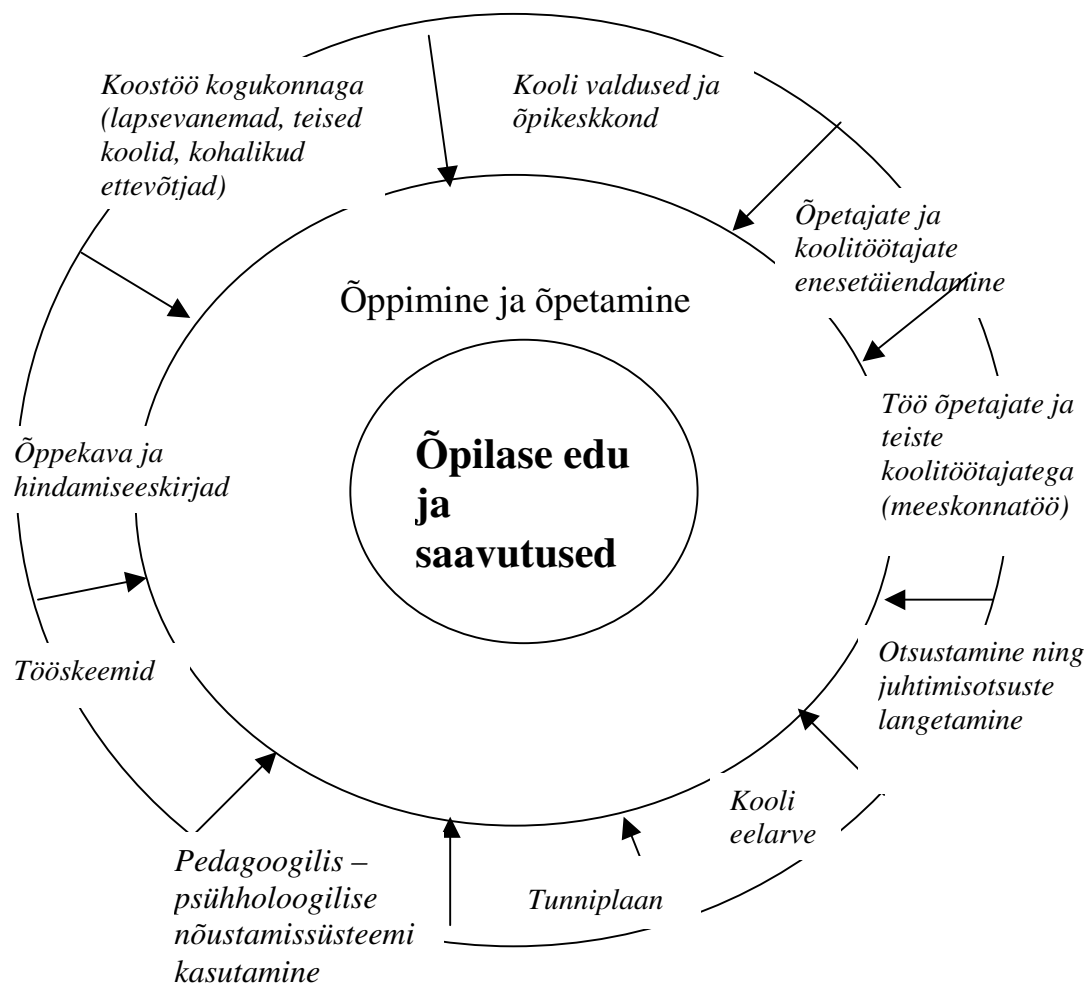 Koostöö kogukonnaga
(lapsevanemad, teised
koolid, kohalikud
ettevõtjad)
Kooli valdused ja
õpikeskkond
Õpetajate ja
koolitöötajate
enesetäiendamine
Õppimine ja õpetamine
Töö õpetajate ja
teiste
koolitöötajatega
(meeskonnatöö)
Õpilase edu
ja
saavutused
Õppekava ja
hindamiseeskirjad
Tööskeemid
Otsustamine ning
juhtimisotsuste
langetamine
Kooli
eelarve
Tunniplaan
Pedagoogilis –
psühholoogilise
nõustamissüsteemi
kasutamine